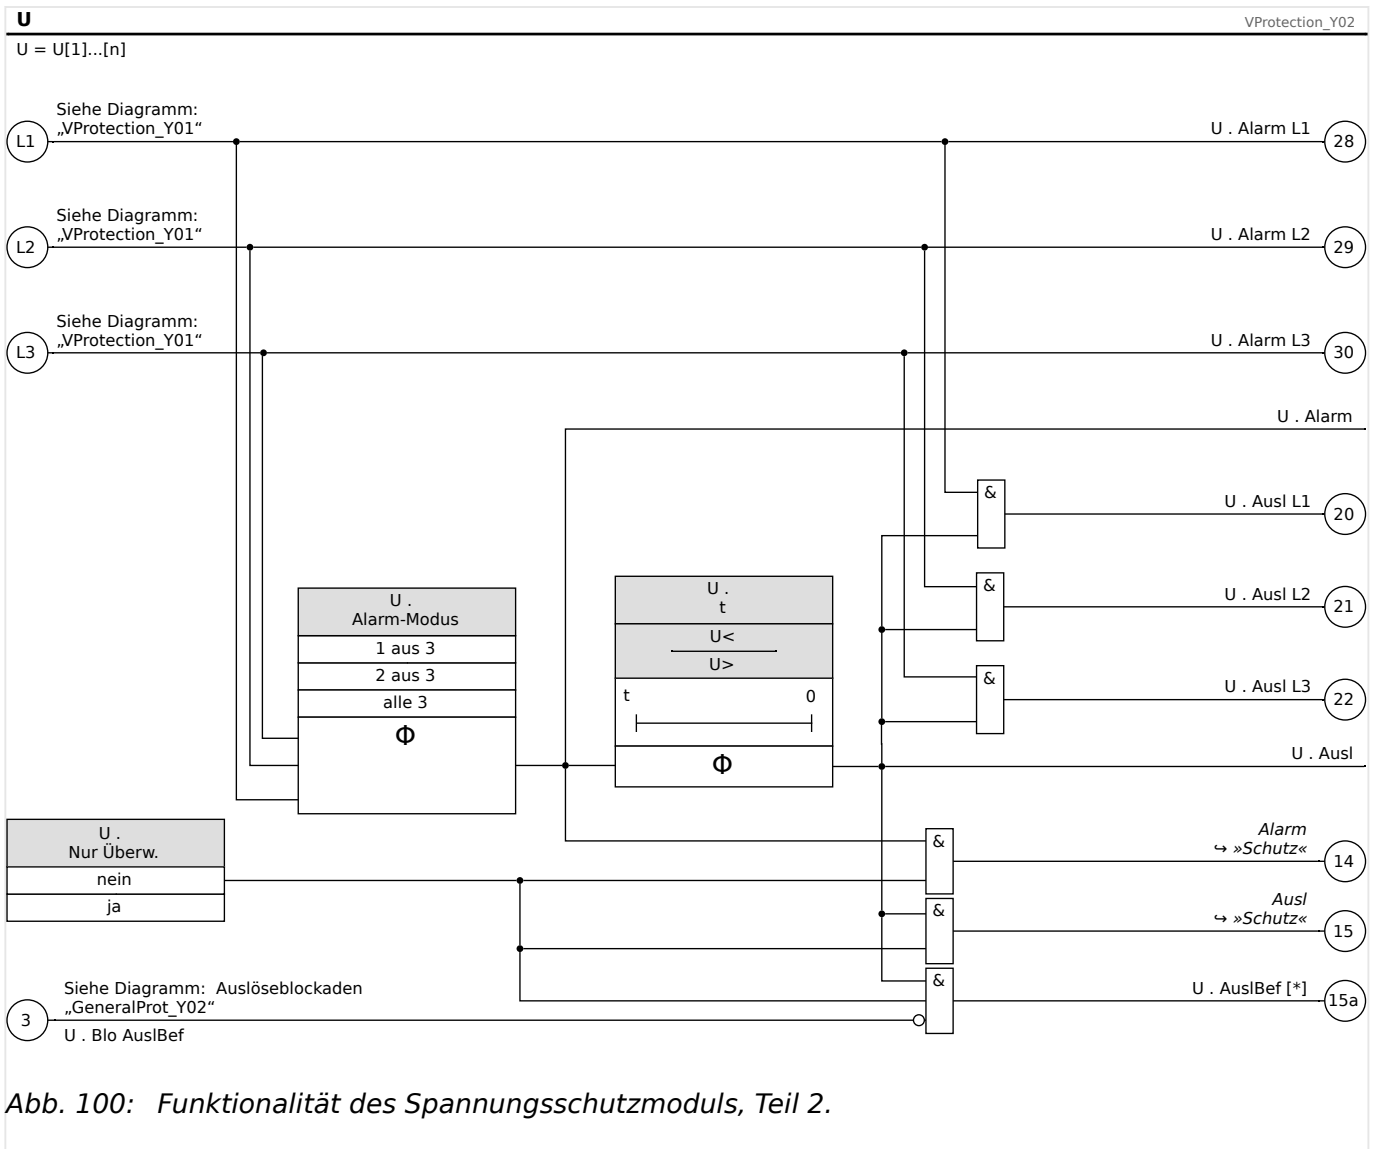 U
VProtection_Y02
U = U[1]...[n]
Siehe Diagramm:
„VProtection_Y01“
L1
U . Alarm L1
28
Siehe Diagramm:
„VProtection_Y01“
L2
U . Alarm L2
29
Siehe Diagramm:
„VProtection_Y01“
L3
U . Alarm L3
30
U . Alarm
&
U . Ausl L1
20
&
U . Ausl L2
21
&
U . Ausl L3
22
U .
Alarm-Modus
1 aus 3
2 aus 3
alle 3
Φ
U .
t
U<
U>
t 0
Φ
U . Ausl
U .
Nur Überw.
nein
ja
&
Alarm
↪ »Schutz«
14
&
Ausl
↪ »Schutz«
15
&
U . AuslBef [*]
15a
Siehe Diagramm: Auslöseblockaden
„GeneralProt_Y02“
3
U . Blo AuslBef
Abb. 100: Funktionalität des Spannungsschutzmoduls, Teil 2.